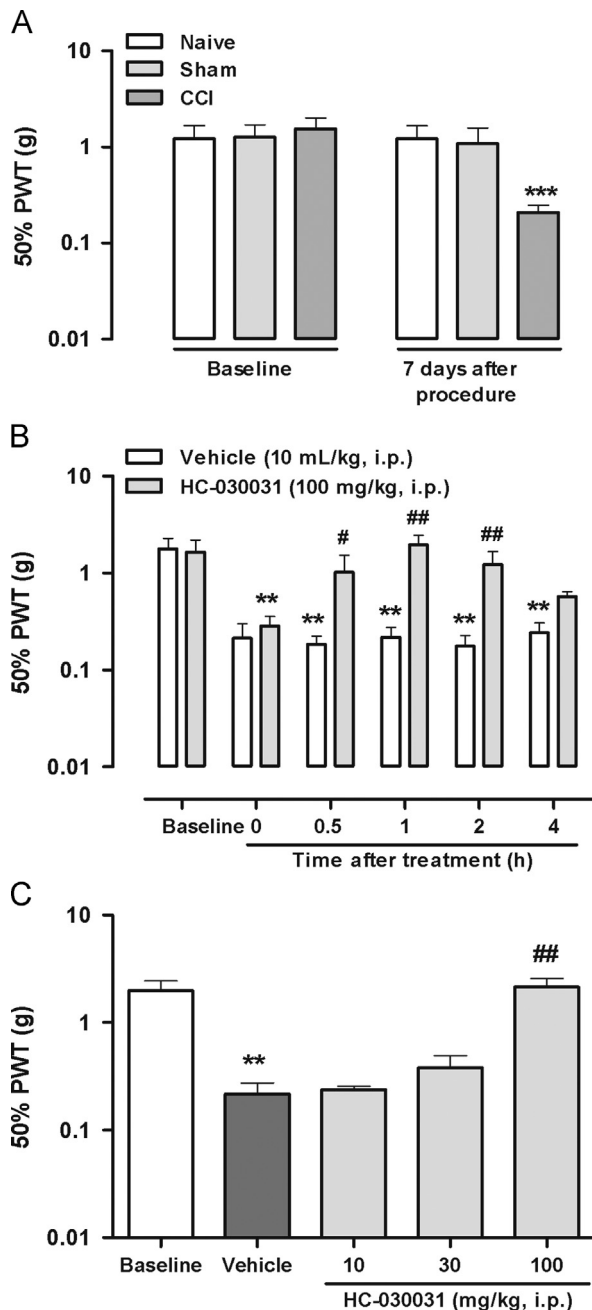 A
Naive
Sham
CCI
50% PWT (g)
10
1
0.1
0.01
***
Baseline
7 days after
procedure
B
Vehicle (10 mL/kg, i.p.)
HC-030031 (100 mg/kg, i.p.)
50% PWT (g)
10
1
0.1
0.01
** ** # ** ## ** ## **
Baseline 0 0.5 1 2 4
Time after treatment (h)
C
50% PWT (g)
10
1
0.1
0.01
** ##
Baseline Vehicle 10 30 100
HC-030031 (mg/kg, i.p.)